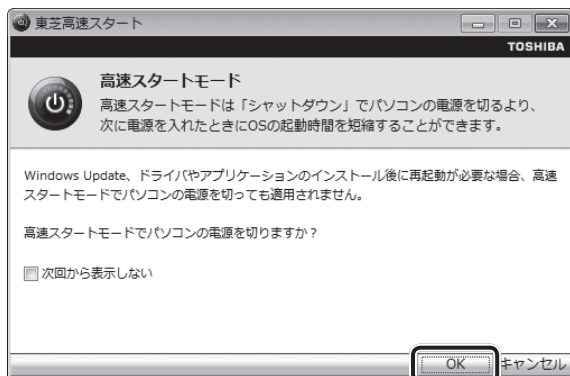 東芝高速スタート
TOSHIBA
高速スタートモード
高速スタートモードは「シャットダウン」でパソコンの電源を切るより、
次に電源を入れたときにOSの起動時間を短縮することができます。
Windows Update、ドライバやアプリケーションのインストール後に再起動が必要な場合、高速
スタートモードでパソコンの電源を切っても適用されません。
高速スタートモードでパソコンの電源を切りますか？
次回から表示しない
OK
キャンセル